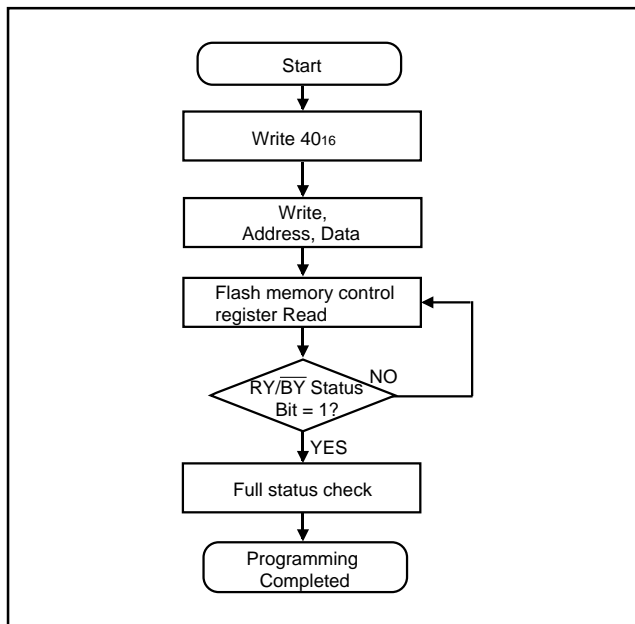 Start
Write 40₁₆
Write,
Address, Data
Flash memory control
register Read
RY/B̅Y̅ Status
Bit = 1?
NO
YES
Full status check
Programming
Completed